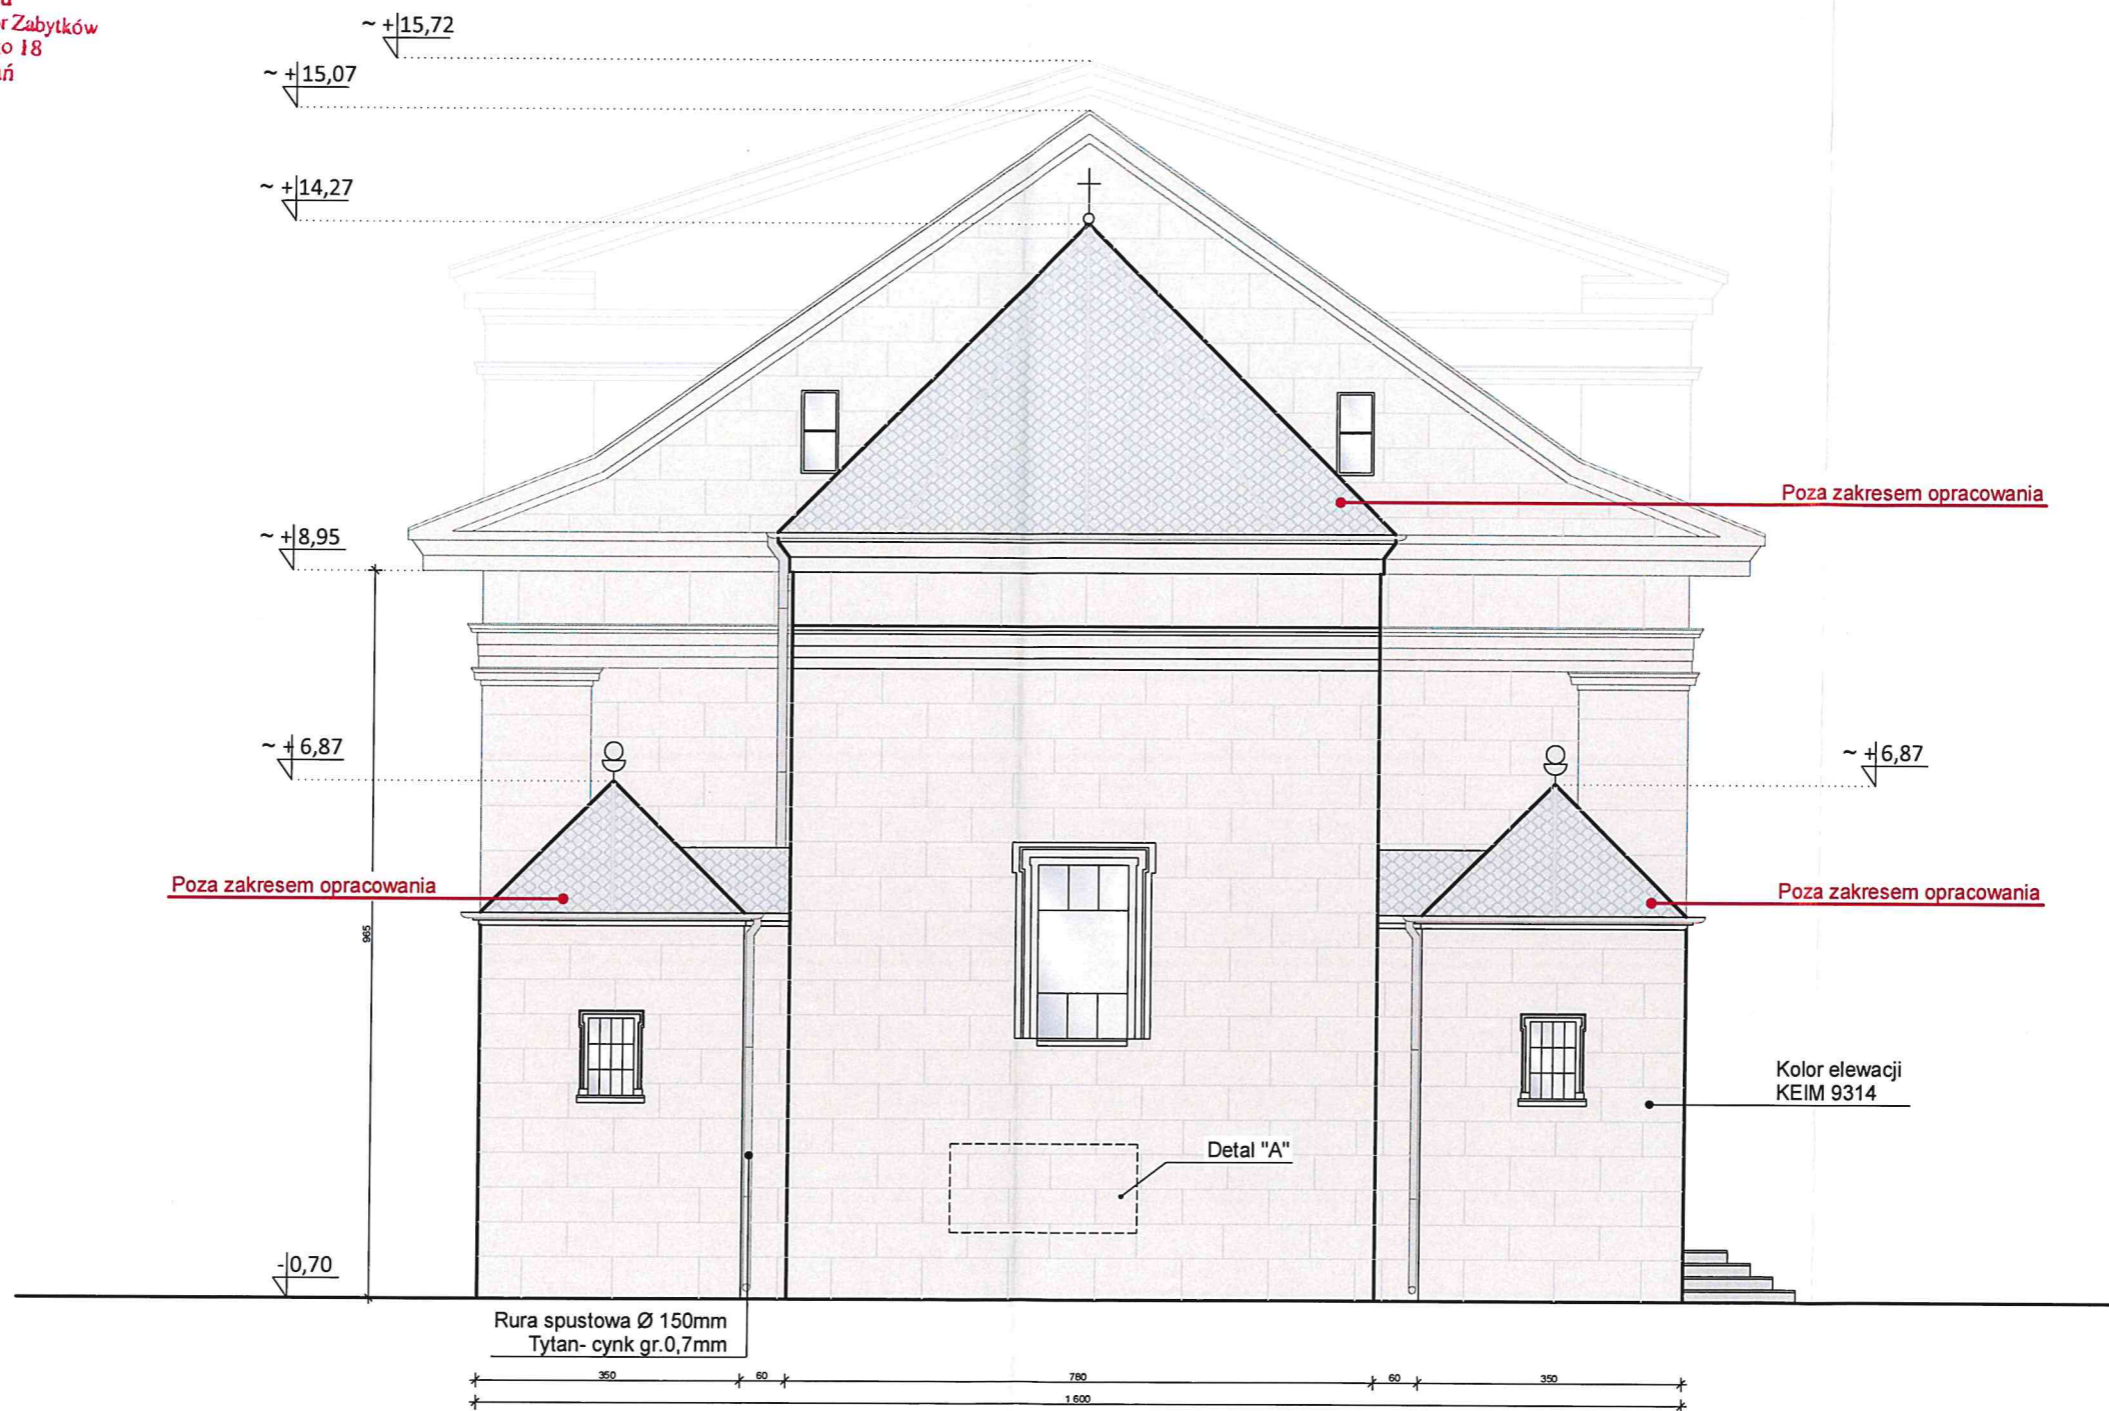 r Zabytków
o 18
~ +15,72
~ +15,07
~ +14,27
Poza zakresem opracowania
~ +8,95
~ +6,87
~ +6,87
Poza zakresem opracowania
Poza zakresem opracowania
965
Kolor elewacji
KEIM 9314
Detal "A"
-0,70
Rura spustowa Ø 150mm
Tytan- cynk gr.0,7mm
350 60 780 60 350
1 600